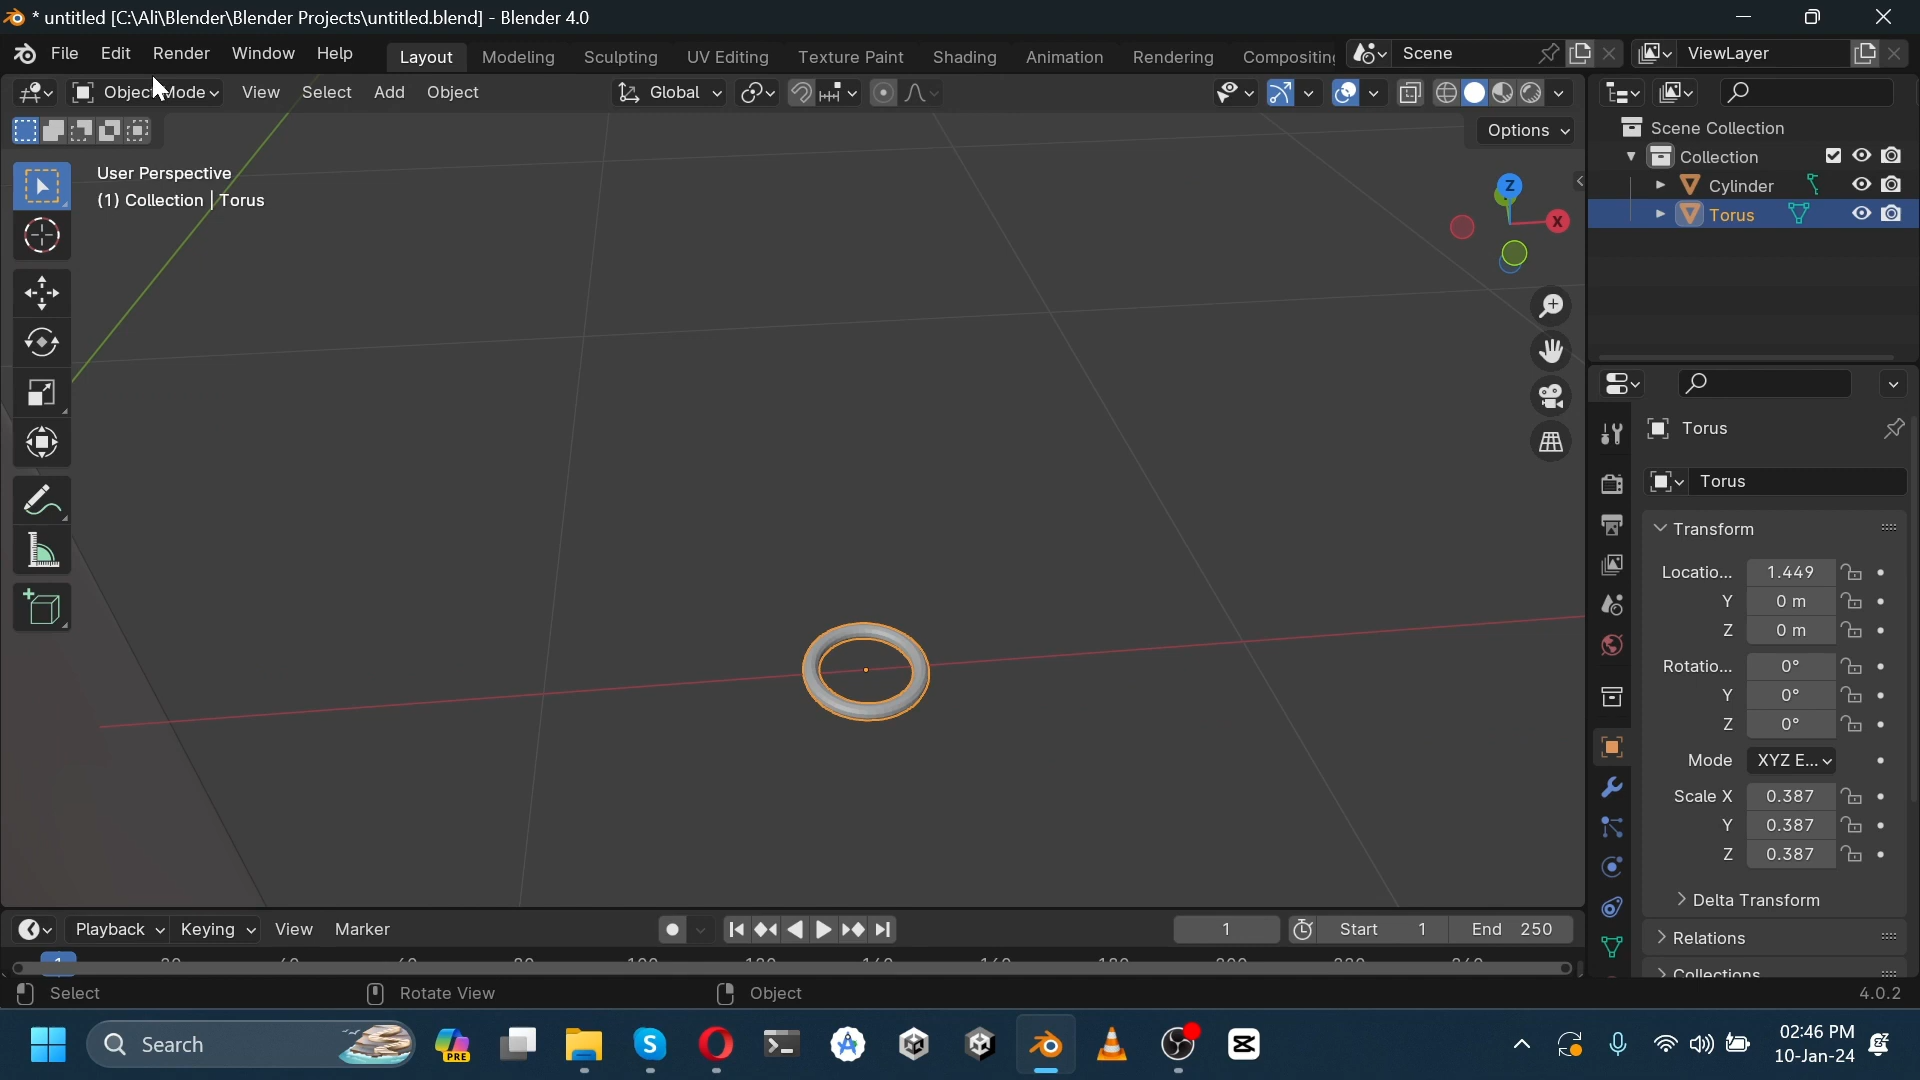 * untitled [C:\Ali\Blender\Blender Projects\untitled.blend] - Blender 4.0
File Edit Render Window Help Layout Modeling Sculpting UV Editing Texture Paint Shading Animation Rendering Compositing Scene ViewLayer
Object Mode View Select Add Object Global
Options
User Perspective
(1) Collection | Torus
Z
X
Scene Collection
Collection
Cylinder
Torus
Torus
Torus
Transform
Locatio... 1.449
Y 0 m
Z 0 m
Rotatio... 0°
Y 0°
Z 0°
Mode XYZ E...
Scale X 0.387
Y 0.387
Z 0.387
Delta Transform
Relations
Collections
Playback Keying View Marker 1 Start 1 End 250
1
Select Rotate View Object 4.0.2
Search PRE 02:46 PM
10-Jan-24